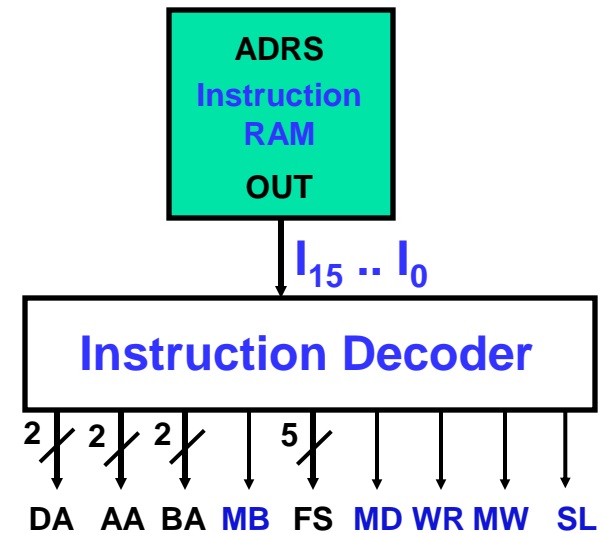 ADRS
Instruction
RAM
OUT
I15 .. I0
Instruction Decoder
2 2 2 5
DA AA BA MB FS MD WR MW SL